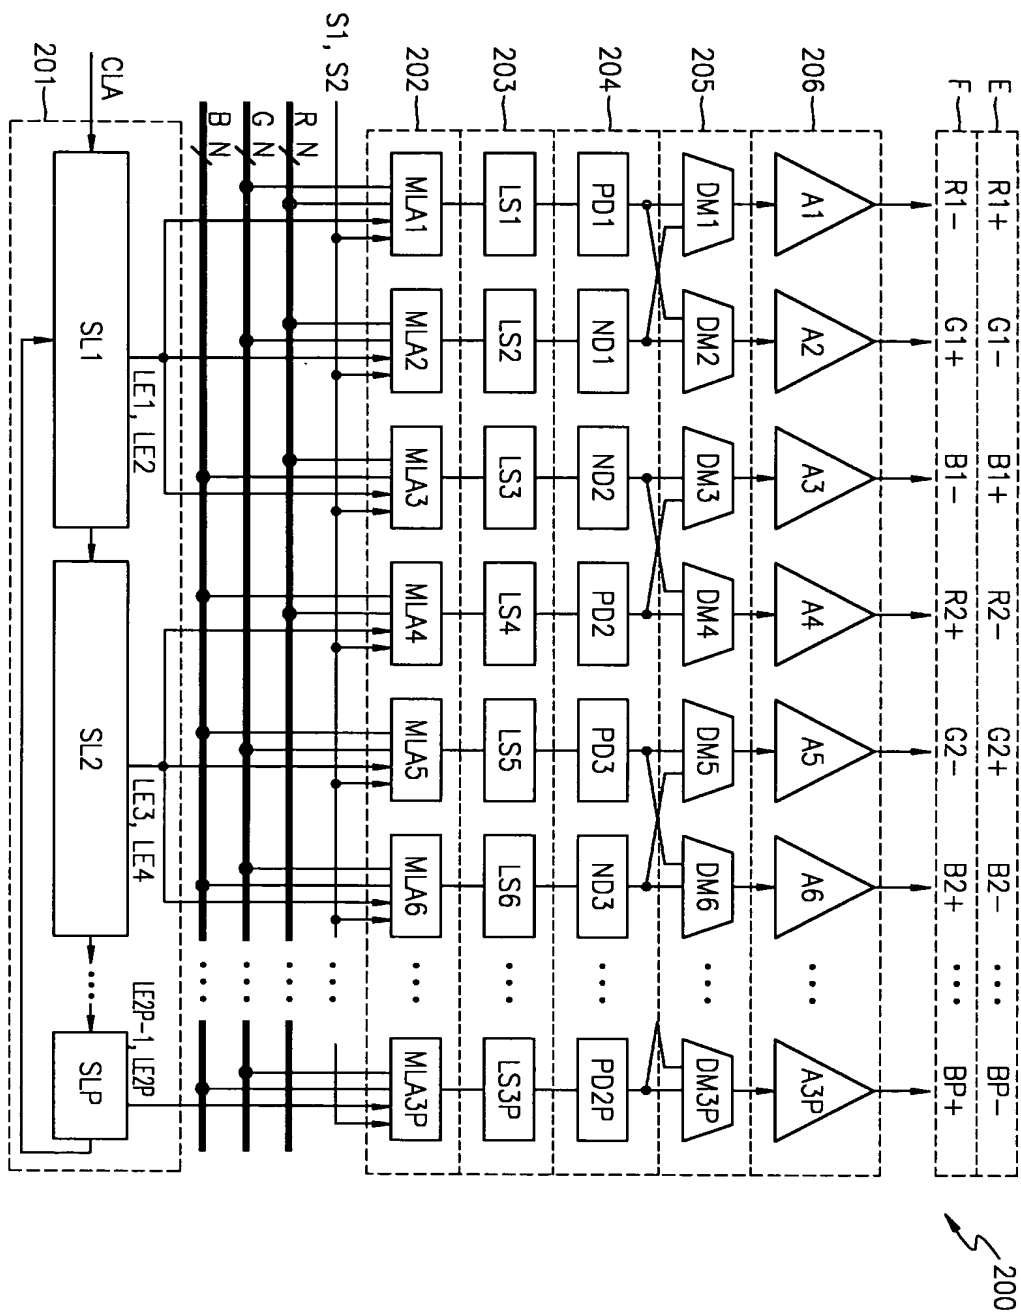 200
E R1+ G1- B1+ R2- G2+ B2- ... BP-
F R1- G1+ B1- R2+ G2- B2+ ... BP+
206 A1 A2 A3 A4 A5 A6 ... A3P
205 DM1 DM2 DM3 DM4 DM5 DM6 ... DM3P
204 PD1 ND1 ND2 PD2 PD3 ND3 ... PD2P
203 LS1 LS2 LS3 LS4 LS5 LS6 ... LS3P
202 MLA1 MLA2 MLA3 MLA4 MLA5 MLA6 ... MLA3P
S1, S2 ...
R N ...
G N ...
B N ...
LE1, LE2 LE3, LE4 LE2P-1, LE2P
CLA SL1 SL2 ... SLP
201